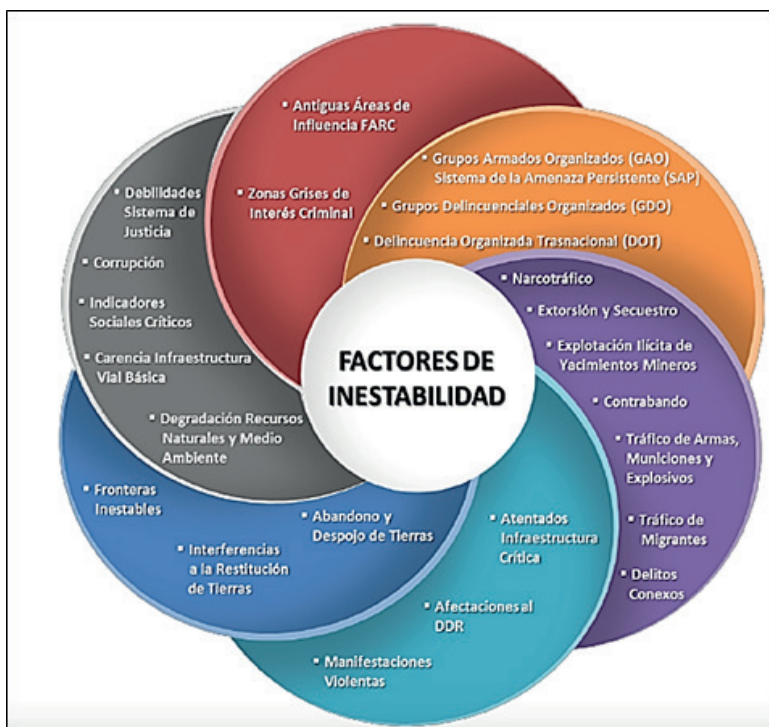 ▪ Antiguas Áreas de
Influencia FARC
▪ Zonas Grises de
Interés Criminal
▪ Grupos Armados Organizados (GAO)
Sistema de la Amenaza Persistente (SAP)
▪ Grupos Delincuenciales Organizados (GDO)
▪ Delincuencia Organizada Trasnacional (DOT)
▪ Narcotráfico
▪ Extorsión y Secuestro
▪ Explotación Ilícita de
Yacimientos Mineros
▪ Contrabando
▪ Tráfico de Armas,
Municiones y
Explosivos
▪ Tráfico de
Migrantes
▪ Delitos
Conexos
▪ Atentados
Infraestructura
Crítica
▪ Afectaciones al
DDR
▪ Manifestaciones
Violentas
▪ Abandono y
Despojo de Tierras
▪ Interferencias
a la Restitución
de Tierras
▪ Fronteras
Inestables
▪ Debilidades
Sistema de
Justicia
▪ Corrupción
▪ Indicadores
Sociales Críticos
▪ Carencia Infraestructura
Vial Básica
▪ Degradación Recursos
Naturales y Medio
Ambiente
FACTORES DE
INESTABILIDAD